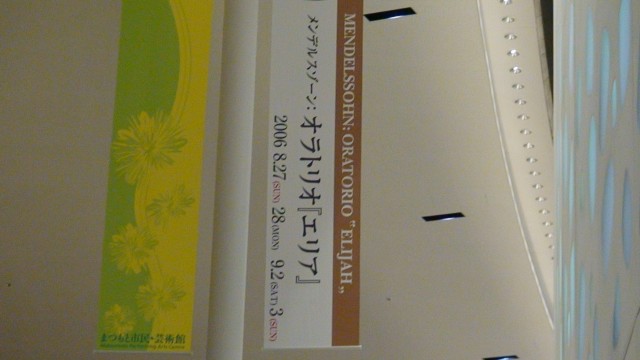 MENDELSSOHN: ORATORIO "ELIJAH„
メンデルスゾーン: オラトリオ『エリア』
2006 8.27(SUN) 28(MON) 9.2(SAT) 3(SUN)
まつもと市民・芸術館